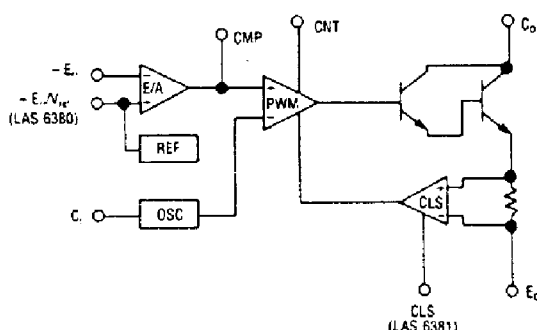 CMP
CNT
E/A
PWM
(LAS 6380)
REF
OSC
CLS
CLS
(LAS 6381)